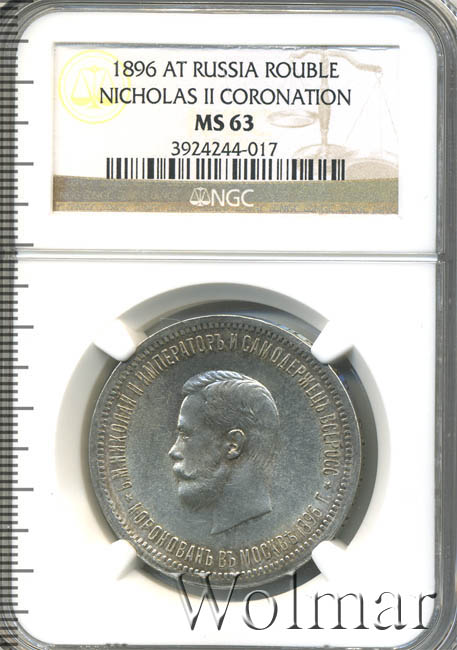 1896 AT RUSSIA ROUBLE
NICHOLAS II CORONATION
MS 63
3924244-017
NGC
Б. М. НИКОЛАЙ II ИМПЕРАТОРЪ И САМОДЕРЖЕЦЪ ВСЕРОСС.
КОРОНОВАНЪ ВЪ МОСКВѢ 1896 Г.
Wolmar